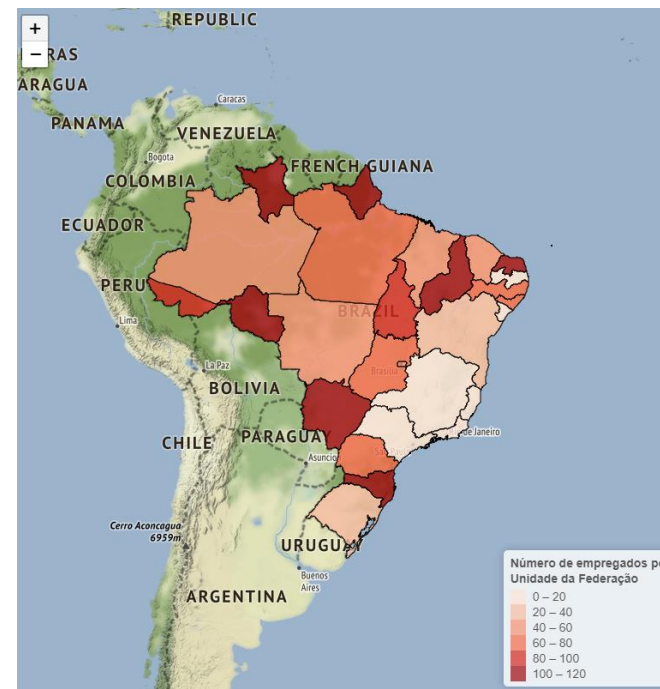 +
−
REPUBLIC
RAS
ARAGUA
PANAMA
Caracas
VENEZUELA
Bogota
COLOMBIA
FRENCH GUIANA
ECUADOR
PERU
BRAZIL
Lima
Brasilia
La Paz
BOLIVIA
PARAGUAY
de Janeiro
CHILE
Asuncion
Cerro Aconcagua
6959m
URUGUAY
Buenos
Aires
ARGENTINA
Número de empregados po
Unidade da Federação
0 – 20
20 – 40
40 – 60
60 – 80
80 – 100
100 – 120